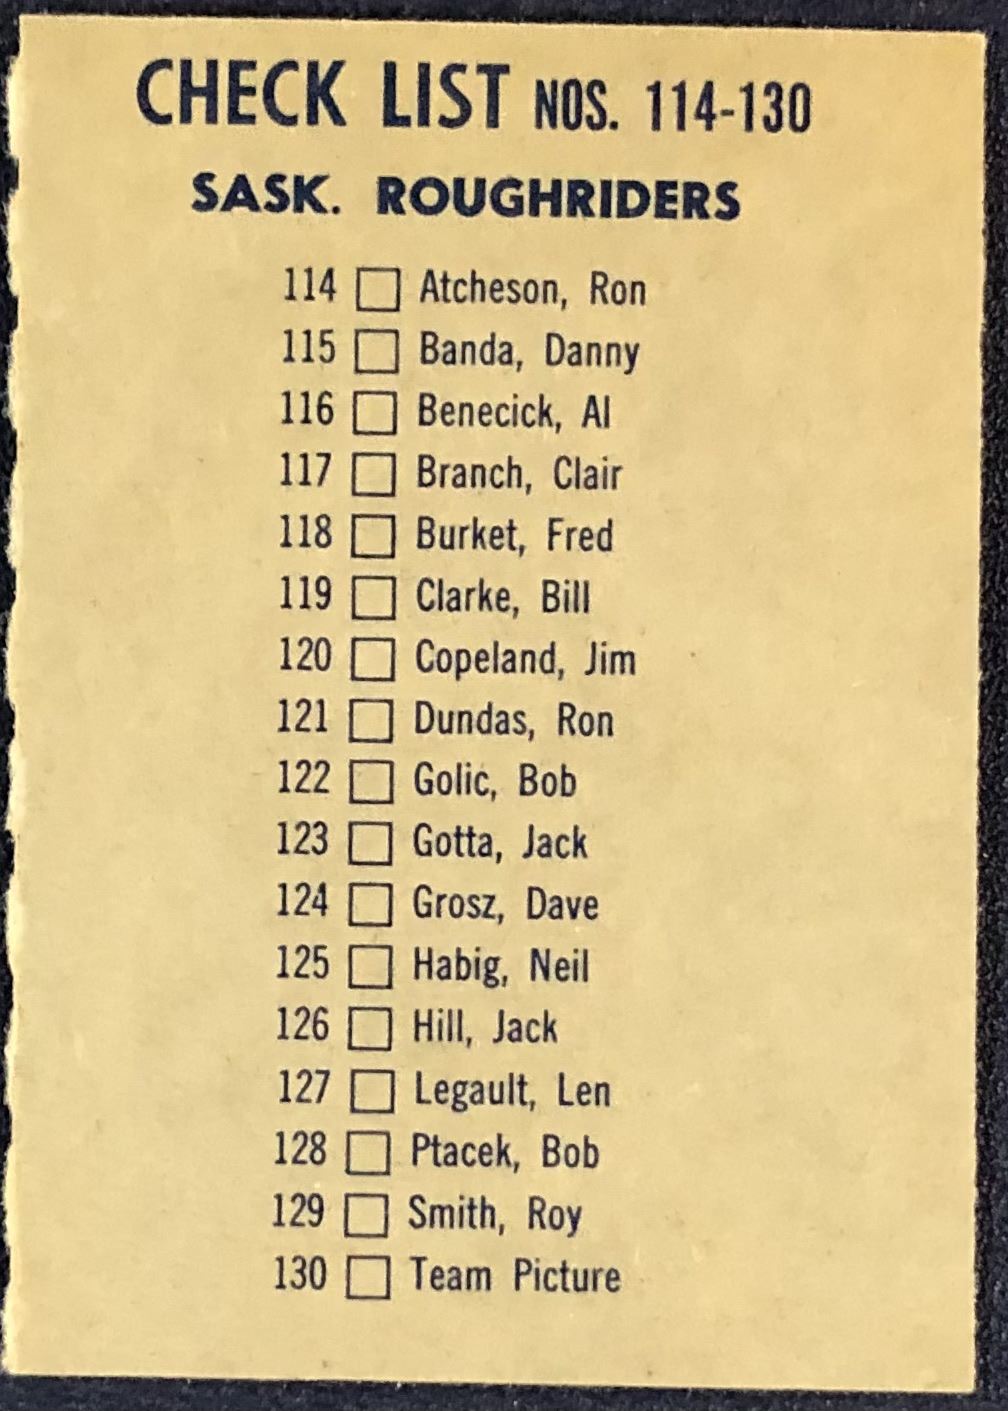 CHECK LIST NOS. 114-130
SASK. ROUGHRIDERS
114 □ Atcheson, Ron
115 □ Banda, Danny
116 □ Benecick, Al
117 □ Branch, Clair
118 □ Burket, Fred
119 □ Clarke, Bill
120 □ Copeland, Jim
121 □ Dundas, Ron
122 □ Golic, Bob
123 □ Gotta, Jack
124 □ Grosz, Dave
125 □ Habig, Neil
126 □ Hill, Jack
127 □ Legault, Len
128 □ Ptacek, Bob
129 □ Smith, Roy
130 □ Team Picture